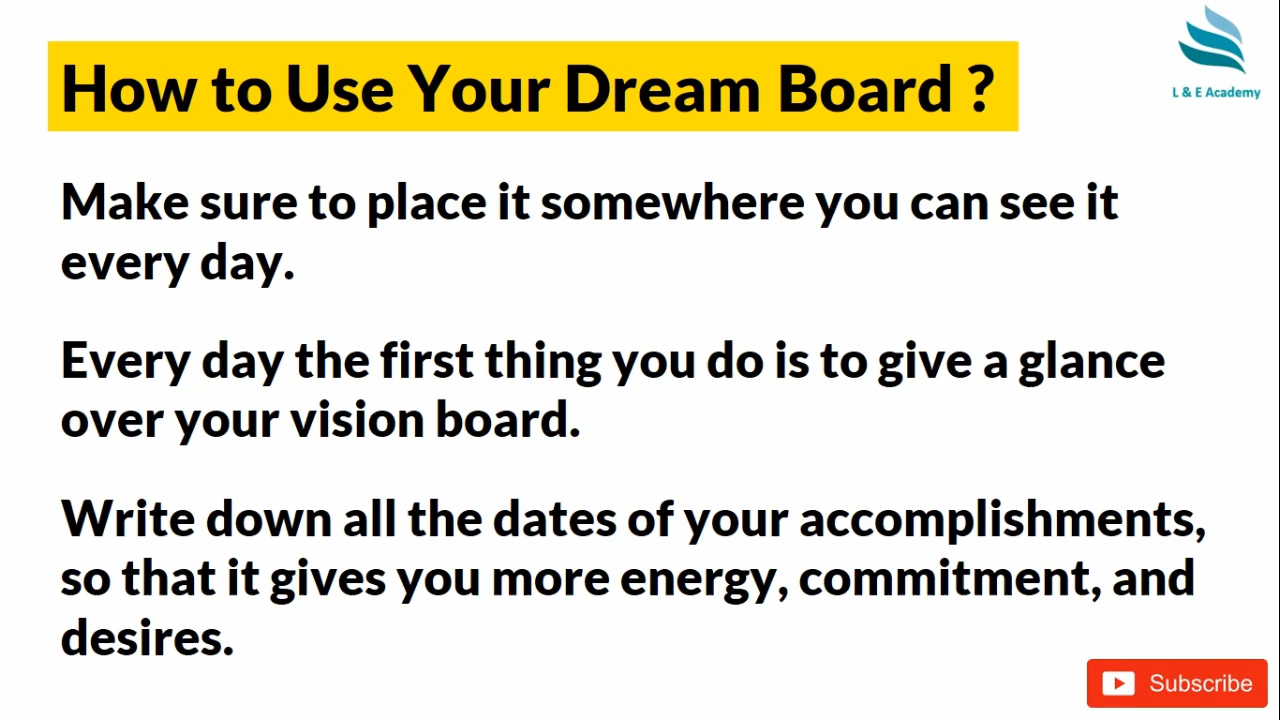 How to Use Your Dream Board ?
L & E Academy
Make sure to place it somewhere you can see it
every day.
Every day the first thing you do is to give a glance
over your vision board.
Write down all the dates of your accomplishments,
so that it gives you more energy, commitment, and
desires.
Subscribe